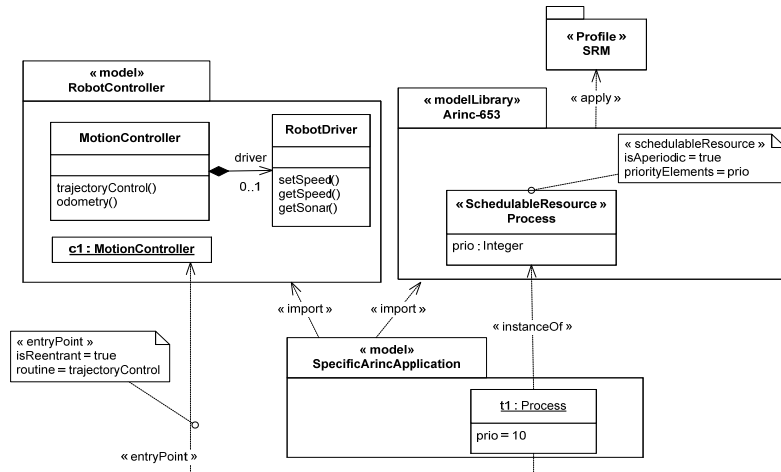 « Profile »
SRM
« apply »
« model»
RobotController
MotionController
trajectoryControl()
odometry()
driver
0..1
RobotDriver
setSpeed()
getSpeed()
getSonar()
c1 : MotionController
« modelLibrary»
Arinc-653
« schedulableResource »
isAperiodic = true
priorityElements = prio
« SchedulableResource »
Process
prio : Integer
« import »
« import »
« instanceOf »
« entryPoint »
isReentrant = true
routine = trajectoryControl
« model»
SpecificArincApplication
t1 : Process
prio = 10
« entryPoint »